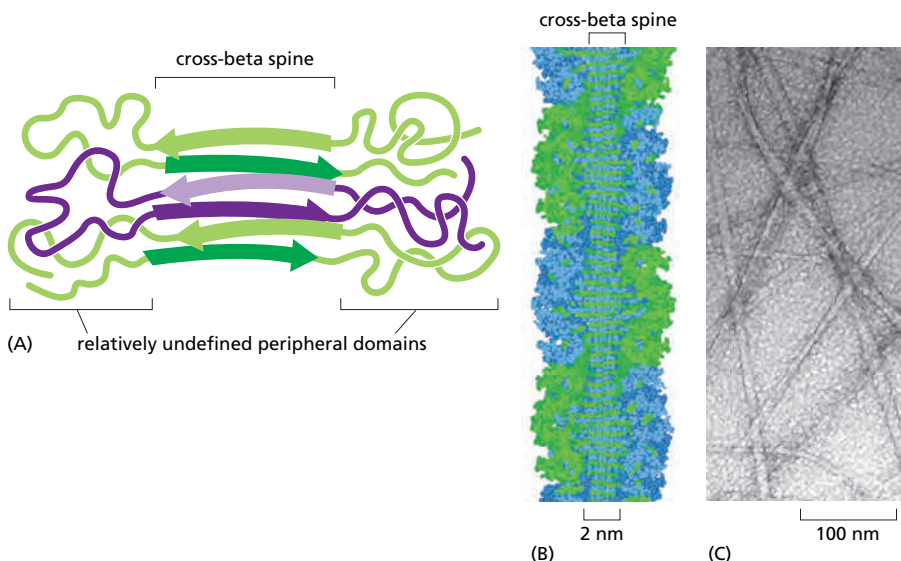 cross-beta spine
(A)
relatively undefined peripheral domains
cross-beta spine
2 nm
(B)
100 nm
(C)